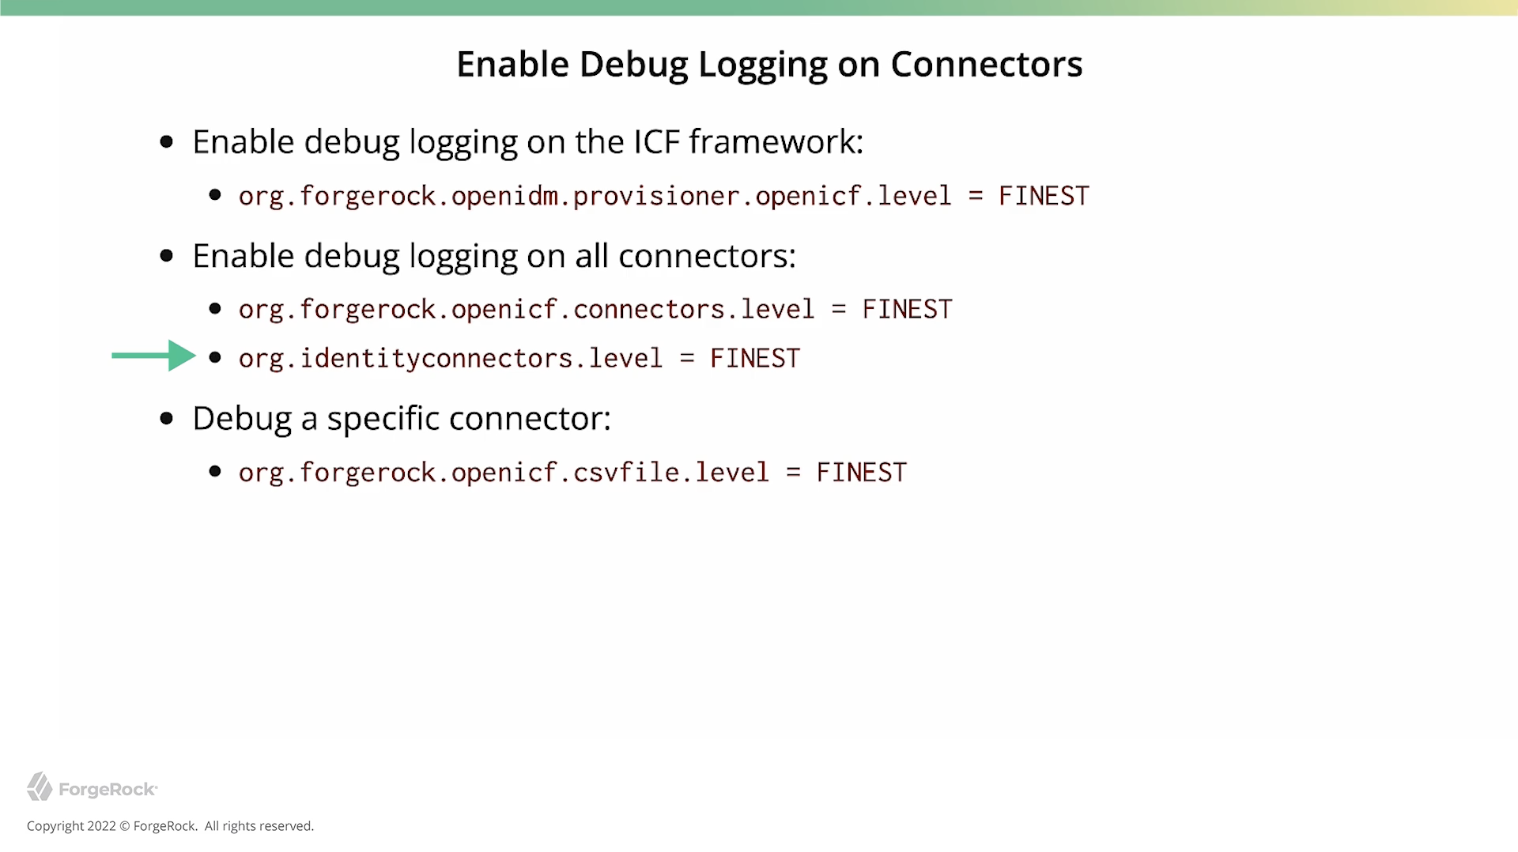 Enable Debug Logging on Connectors
• Enable debug logging on the ICF framework:
• org.forgerock.openidm.provisioner.openicf.level = FINEST
• Enable debug logging on all connectors:
• org.forgerock.openicf.connectors.level = FINEST
• org.identityconnectors.level = FINEST
• Debug a specific connector:
• org.forgerock.openicf.csvfile.level = FINEST
ForgeRock
Copyright 2022 © ForgeRock. All rights reserved.